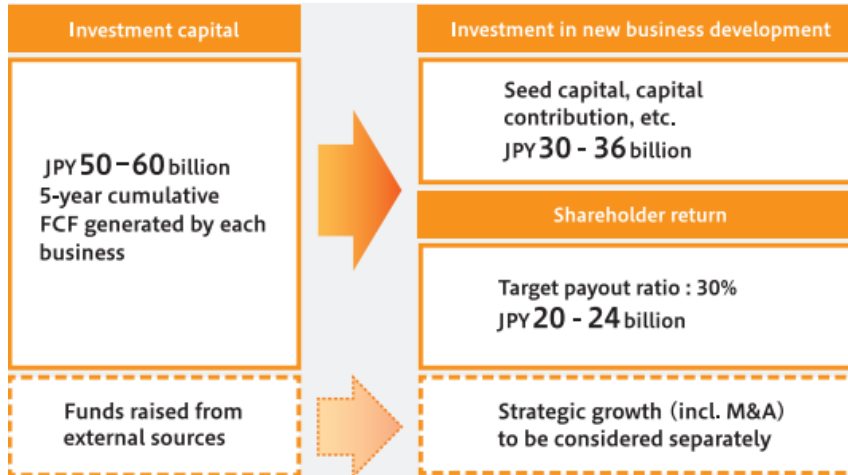 Investment capital
JPY 50–60 billion
5-year cumulative
FCF generated by each
business
Funds raised from
external sources
Investment in new business development
Seed capital, capital
contribution, etc.
JPY 30 - 36 billion
Shareholder return
Target payout ratio : 30%
JPY 20 - 24 billion
Strategic growth (incl. M&A)
to be considered separately